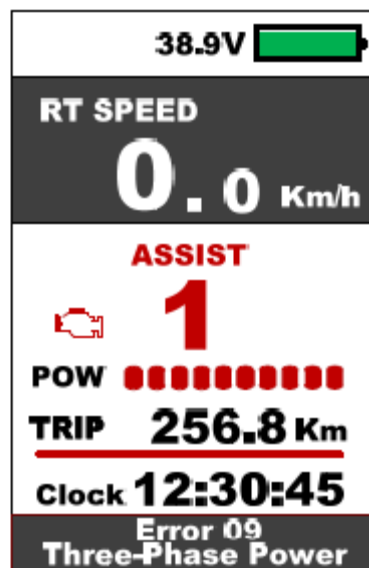 38.9V
RT SPEED
0.0 Km/h
ASSIST
1
POW
TRIP 256.8 Km
Clock 12:30:45
Error 09
Three-Phase Power